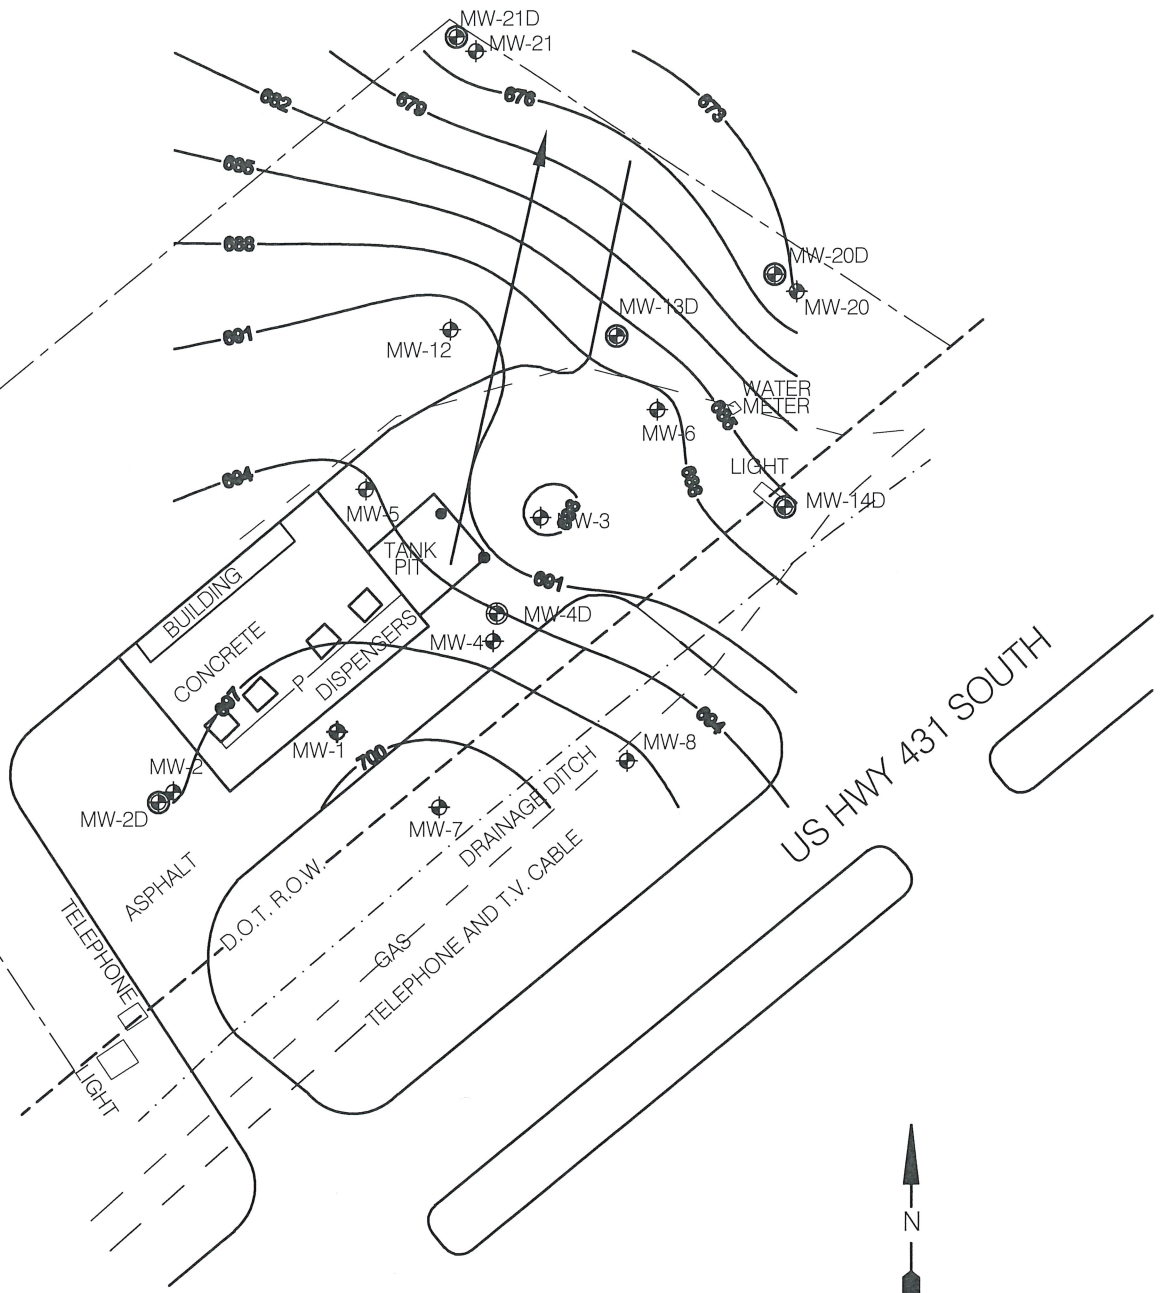 MW-21D
MW-21
682
679
676
673
685
688
MW-20D
MW-20
MW-13D
691
MW-12
WATER
METER
685
MW-6
LIGHT
694
688
MW-14D
MW-5
MW-3
TANK
PIT
691
BUILDING
MW-4D
MW-4
CONCRETE
DISPENSERS
P
697
694
US HWY 431 SOUTH
MW-1
700
MW-8
MW-2
MW-2D
MW-7
DRAINAGE DITCH
ASPHALT
D.O.T. R.O.W.
TELEPHONE
GAS
TELEPHONE AND T.V. CABLE
LIGHT
N